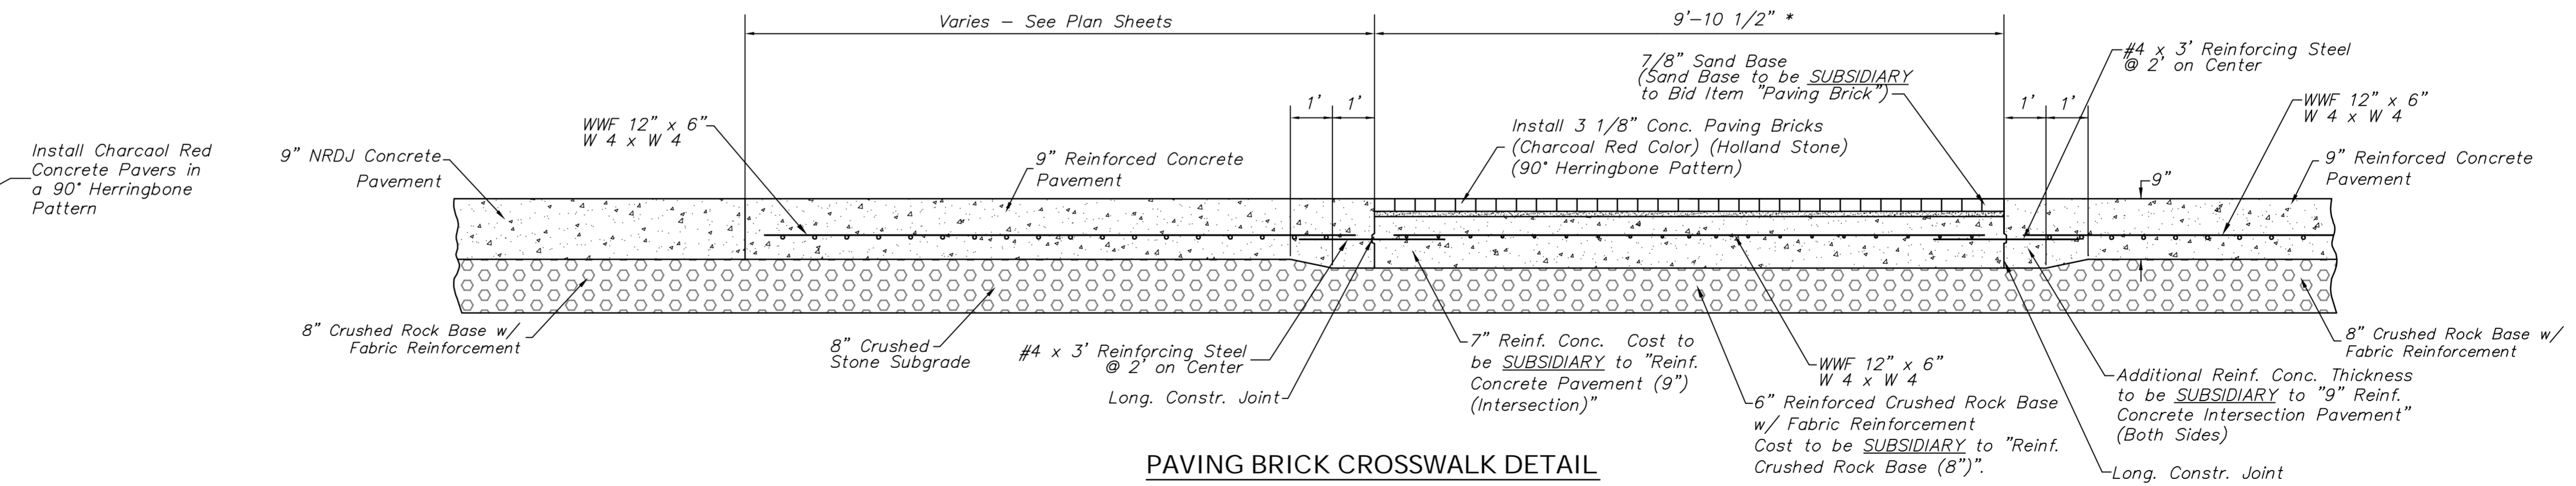 Varies – See Plan Sheets
9'–10 1/2" *
#4 x 3' Reinforcing Steel
@ 2' on Center
7/8" Sand Base
(Sand Base to be SUBSIDIARY
to Bid Item "Paving Brick")
1'
1'
1'
1'
WWF 12" x 6"
W 4 x W 4
WWF 12" x 6"
W 4 x W 4
Install 3 1/8" Conc. Paving Bricks
(Charcoal Red Color) (Holland Stone)
(90° Herringbone Pattern)
Install Charcaol Red
Concrete Pavers in
a 90° Herringbone
Pattern
9" NRDJ Concrete
Pavement
9" Reinforced Concrete
Pavement
9" Reinforced Concrete
Pavement
9"
8" Crushed Rock Base w/
Fabric Reinforcement
8" Crushed
Stone Subgrade
#4 x 3' Reinforcing Steel
@ 2' on Center
Long. Constr. Joint
7" Reinf. Conc. Cost to
be SUBSIDIARY to "Reinf.
Concrete Pavement (9")
(Intersection)"
WWF 12" x 6"
W 4 x W 4
6" Reinforced Crushed Rock Base
w/ Fabric Reinforcement
Cost to be SUBSIDIARY to "Reinf.
Crushed Rock Base (8")".
8" Crushed Rock Base w/
Fabric Reinforcement
Additional Reinf. Conc. Thickness
to be SUBSIDIARY to "9" Reinf.
Concrete Intersection Pavement"
(Both Sides)
Long. Constr. Joint
PAVING BRICK CROSSWALK DETAIL